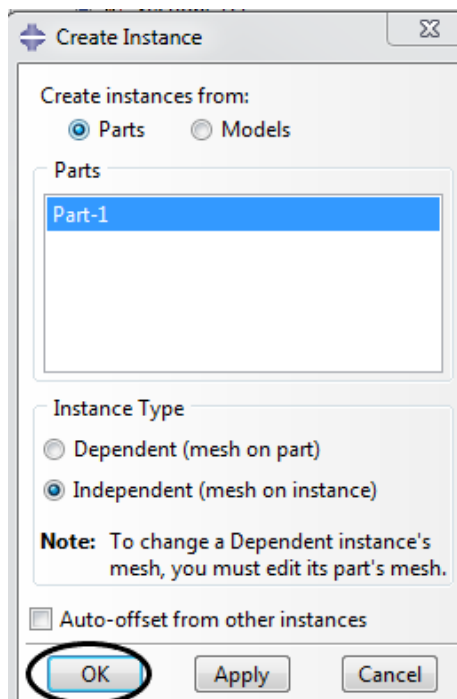 Create Instance
Create instances from:
Parts Models
Parts
Part-1
Instance Type
Dependent (mesh on part)
Independent (mesh on instance)
Note: To change a Dependent instance's
mesh, you must edit its part's mesh.
Auto-offset from other instances
OK Apply Cancel